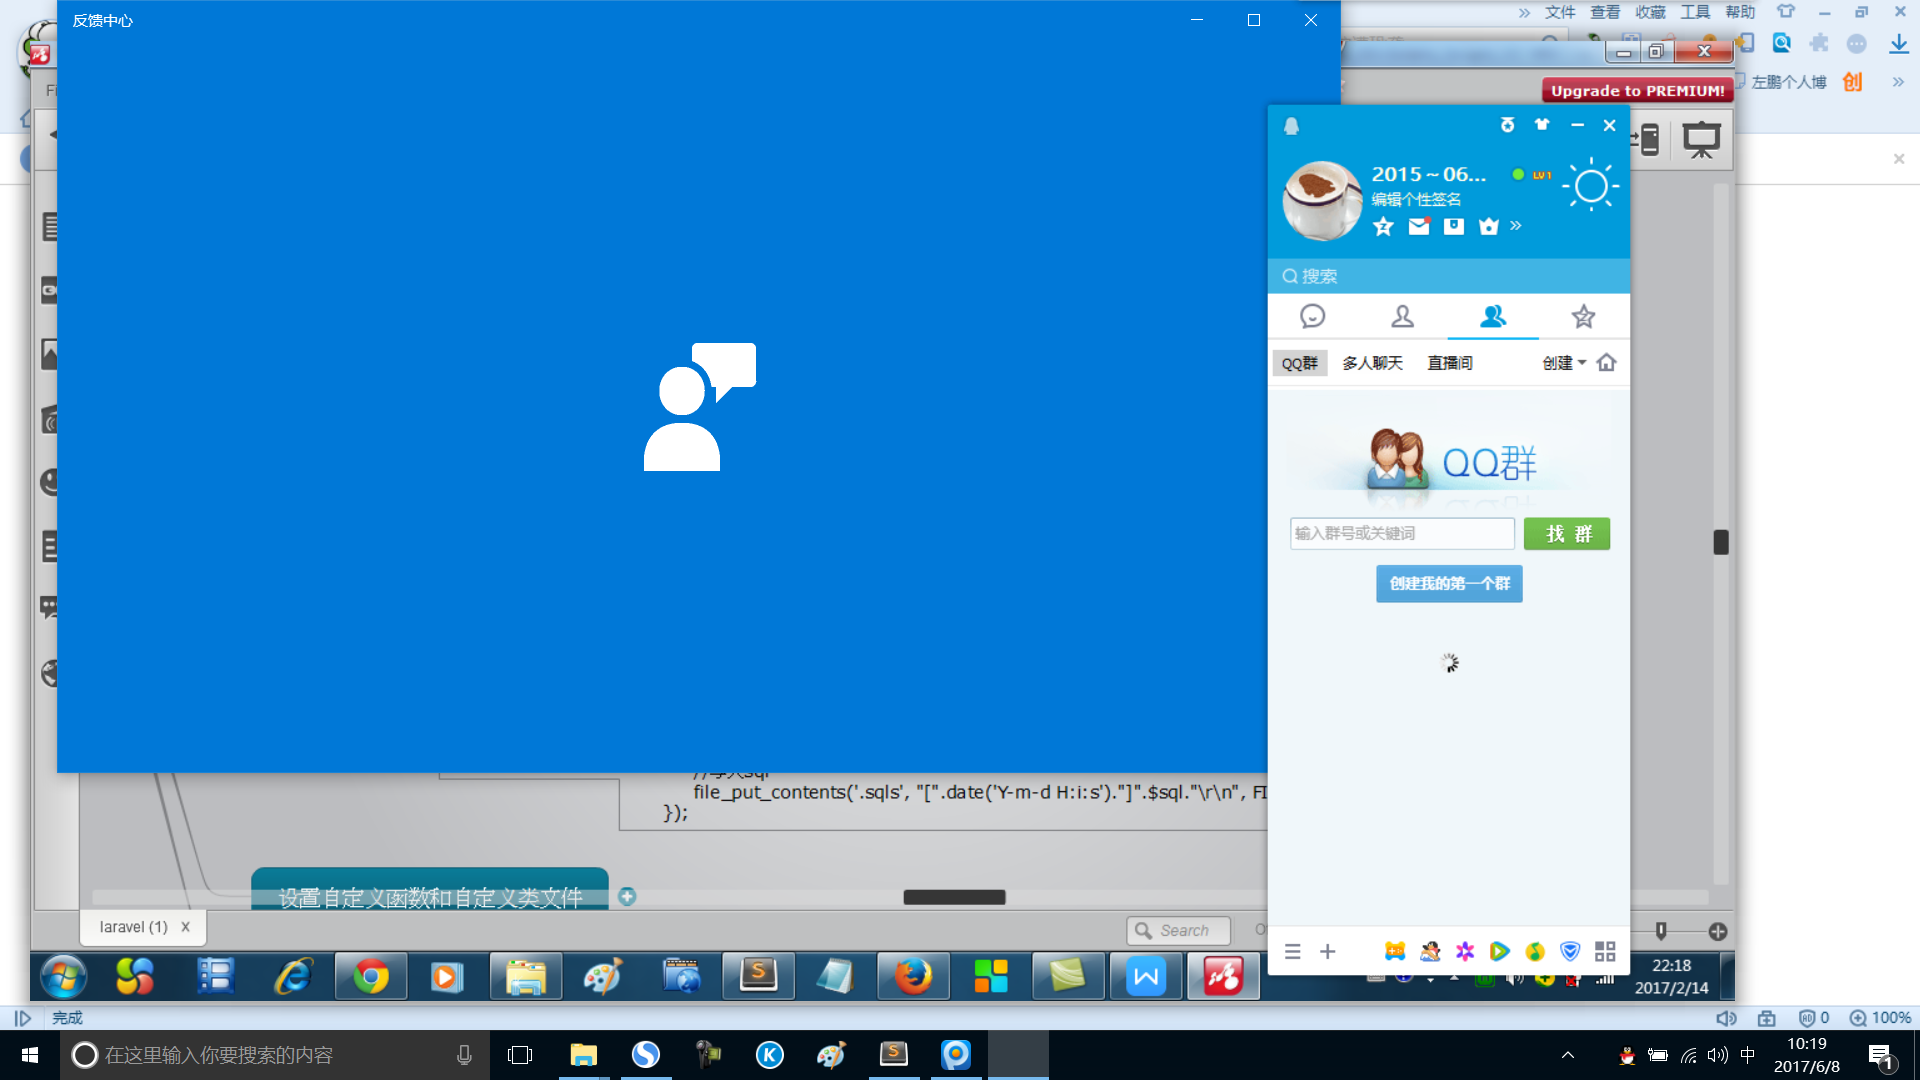 反馈中心
文件 查看 收藏 工具 帮助
Upgrade to PREMIUM!
左鹏个人博
创
2015～06...
LV1
编辑个性签名
搜索
QQ群 多人聊天 直播间 创建
QQ群
输入群号或关键词
找 群
创建我的第一个群
file_put_contents('.sqls', "[".date('Y-m-d H:i:s')."]".$sql."\r\n", FI
});
设置自定义函数和自定义类文件
laravel (1) x
Search
22:18
2017/2/14
完成
0
100%
在这里输入你要搜索的内容
中
10:19
2017/6/8
1